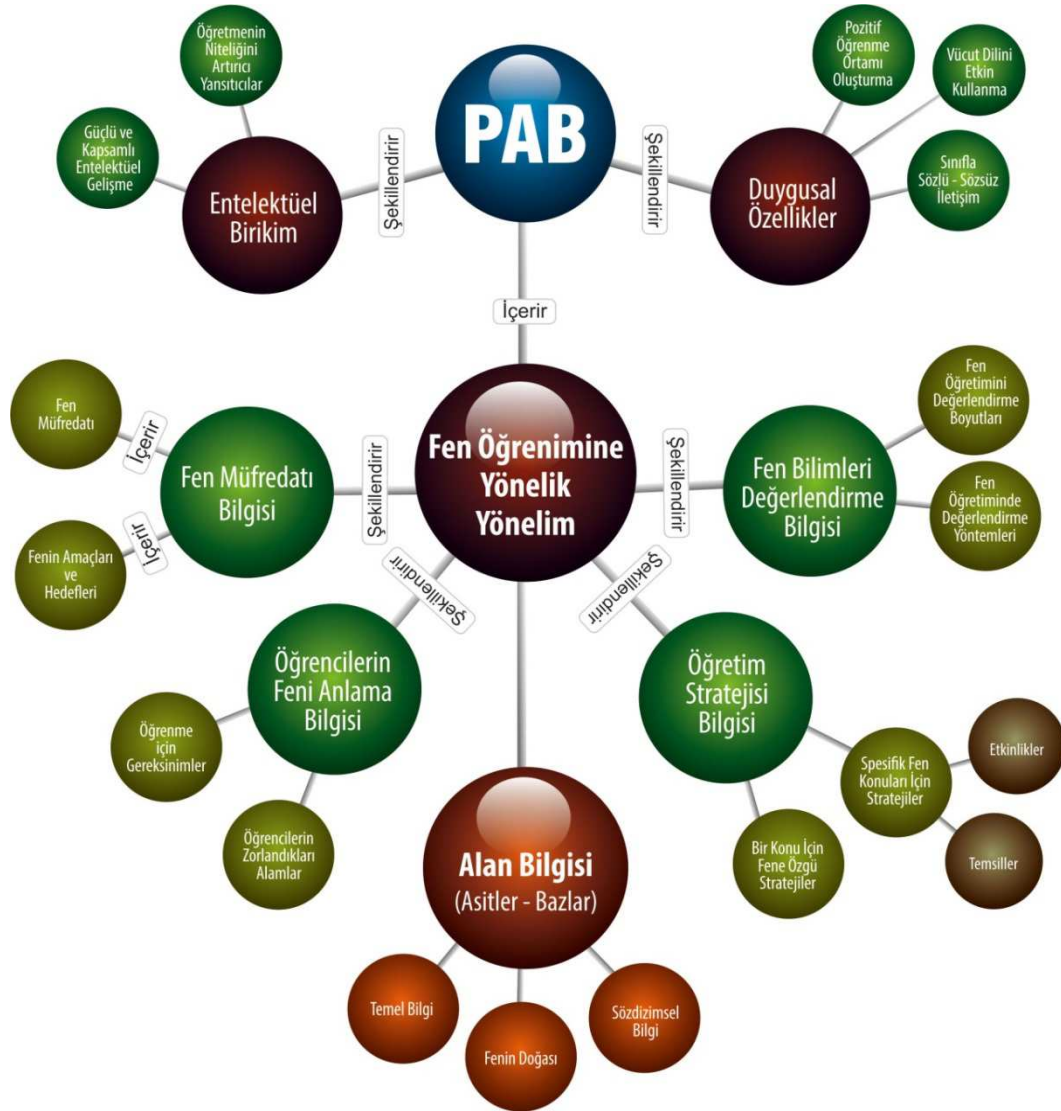 Öğretmenin
Niteliğini
Artırıcı
Yansıtıcılar
Güçlü ve
Kapsamlı
Entelektüel
Gelişme
Entelektüel
Birikim
Şekillendirir
PAB
Şekillendirir
Duygusal
Özellikler
Pozitif
Öğrenme
Ortamı
Oluşturma
Vücut Dilini
Etkin
Kullanma
Sınıfla
Sözlü - Sözsüz
İletişim
İçerir
Fen
Müfredatı
İçerir
Fen Müfredatı
Bilgisi
İçerir
Fenin Amaçları
ve
Hedefleri
Şekillendirir
Fen Öğrenimine
Yönelik
Yönelim
Şekillendirir
Fen Bilimleri
Değerlendirme
Bilgisi
Fen
Öğretimini
Değerlendirme
Boyutları
Fen
Öğretiminde
Değerlendirme
Yöntemleri
Şekillendirir
Şekillendirir
Öğrencilerin
Feni Anlama
Bilgisi
Öğrenme
için
Gereksinimler
Öğrencilerin
Zorlandıkları
Alamlar
Öğretim
Stratejisi
Bilgisi
Spesifik Fen
Konuları İçin
Stratejiler
Etkinlikler
Temsiller
Bir Konu İçin
Fene Özgü
Stratejiler
Alan Bilgisi
(Asitler - Bazlar)
Temel Bilgi
Fenin Doğası
Sözdizimsel
Bilgi